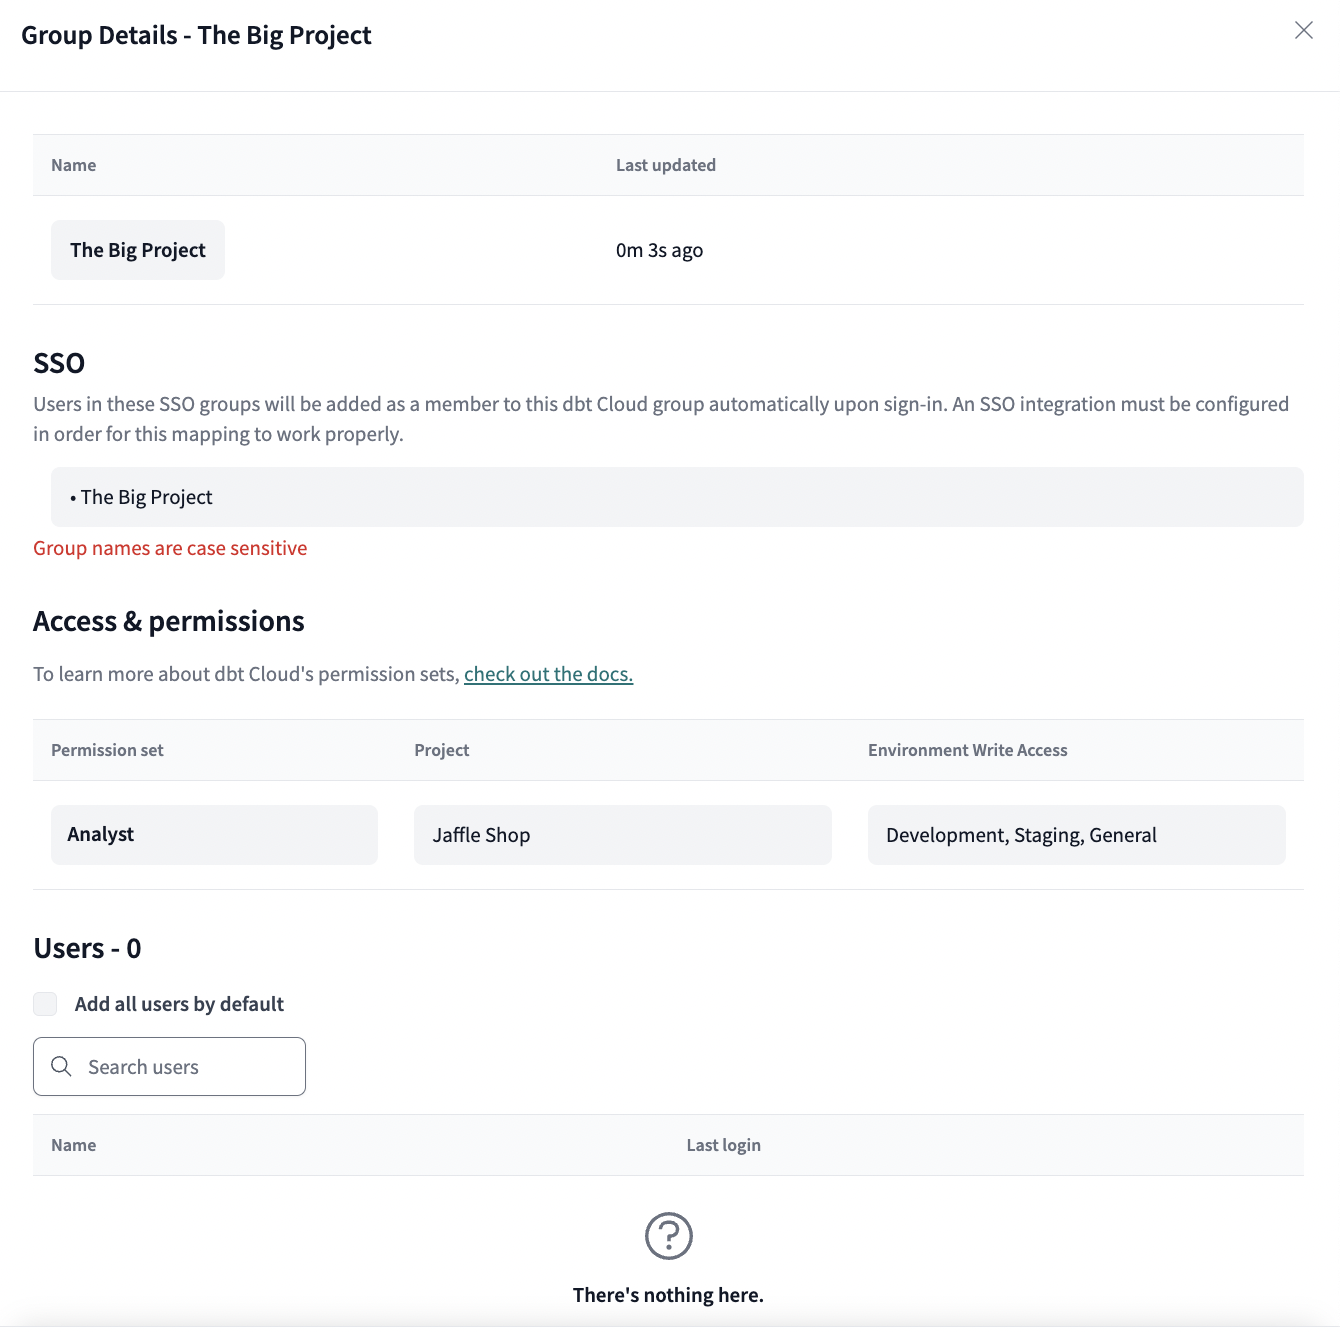 Group Details - The Big Project
Name Last updated
The Big Project 0m 3s ago
SSO
Users in these SSO groups will be added as a member to this dbt Cloud group automatically upon sign-in. An SSO integration must be configured
in order for this mapping to work properly.
• The Big Project
Group names are case sensitive
Access & permissions
To learn more about dbt Cloud's permission sets, check out the docs.
Permission set Project Environment Write Access
Analyst Jaffle Shop Development, Staging, General
Users - 0
Add all users by default
Search users
Name Last login
There's nothing here.